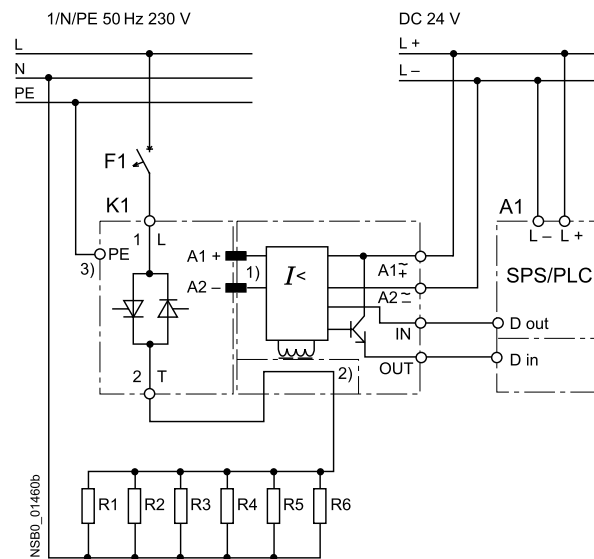 1/N/PE 50 Hz 230 V
DC 24 V
L
N
PE
L +
L –
F1
K1
A1
1
L
PE
3)
A1 +
A2 –
1)
I<
A1 ~ +
A2 ~ –
IN
OUT
2)
2
T
L –
L +
SPS/PLC
D out
D in
R1
R2
R3
R4
R5
R6
NSB0_01460b